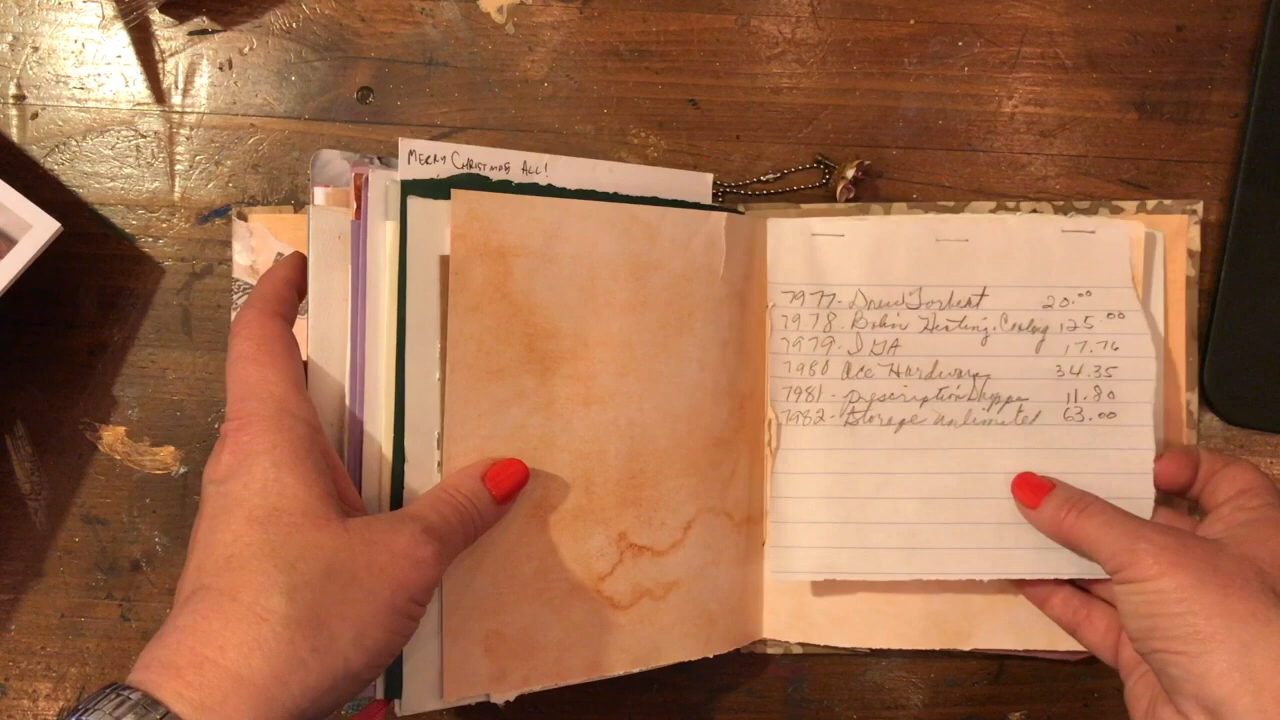 MERRY CHRISTMAS ALL!
7977- Drew Torbert 20.00
7978. Bob's Heating. Cooling 125.00
7979- IGA 17.76
7980 Ace Hardware 34.35
7981- Prescription Shoppe 11.80
7982- Storage Unlimited 63.00